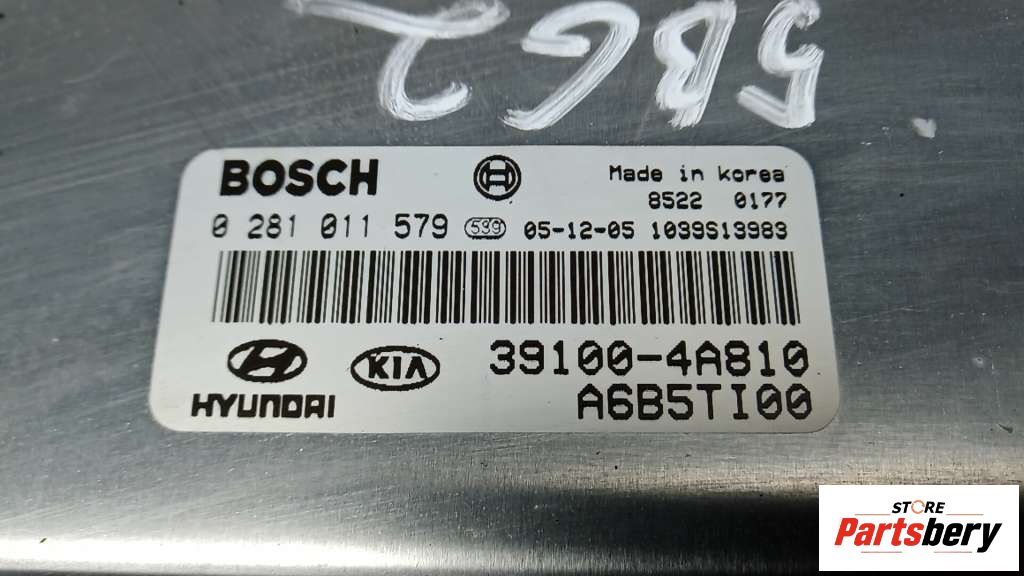 5BG2
BOSCH
Made in korea
8522 0177
0 281 011 579 539 05-12-05 1039S13983
HYUNDAI
KIA
39100-4A810
A6B5TI00
STORE
Partsbery